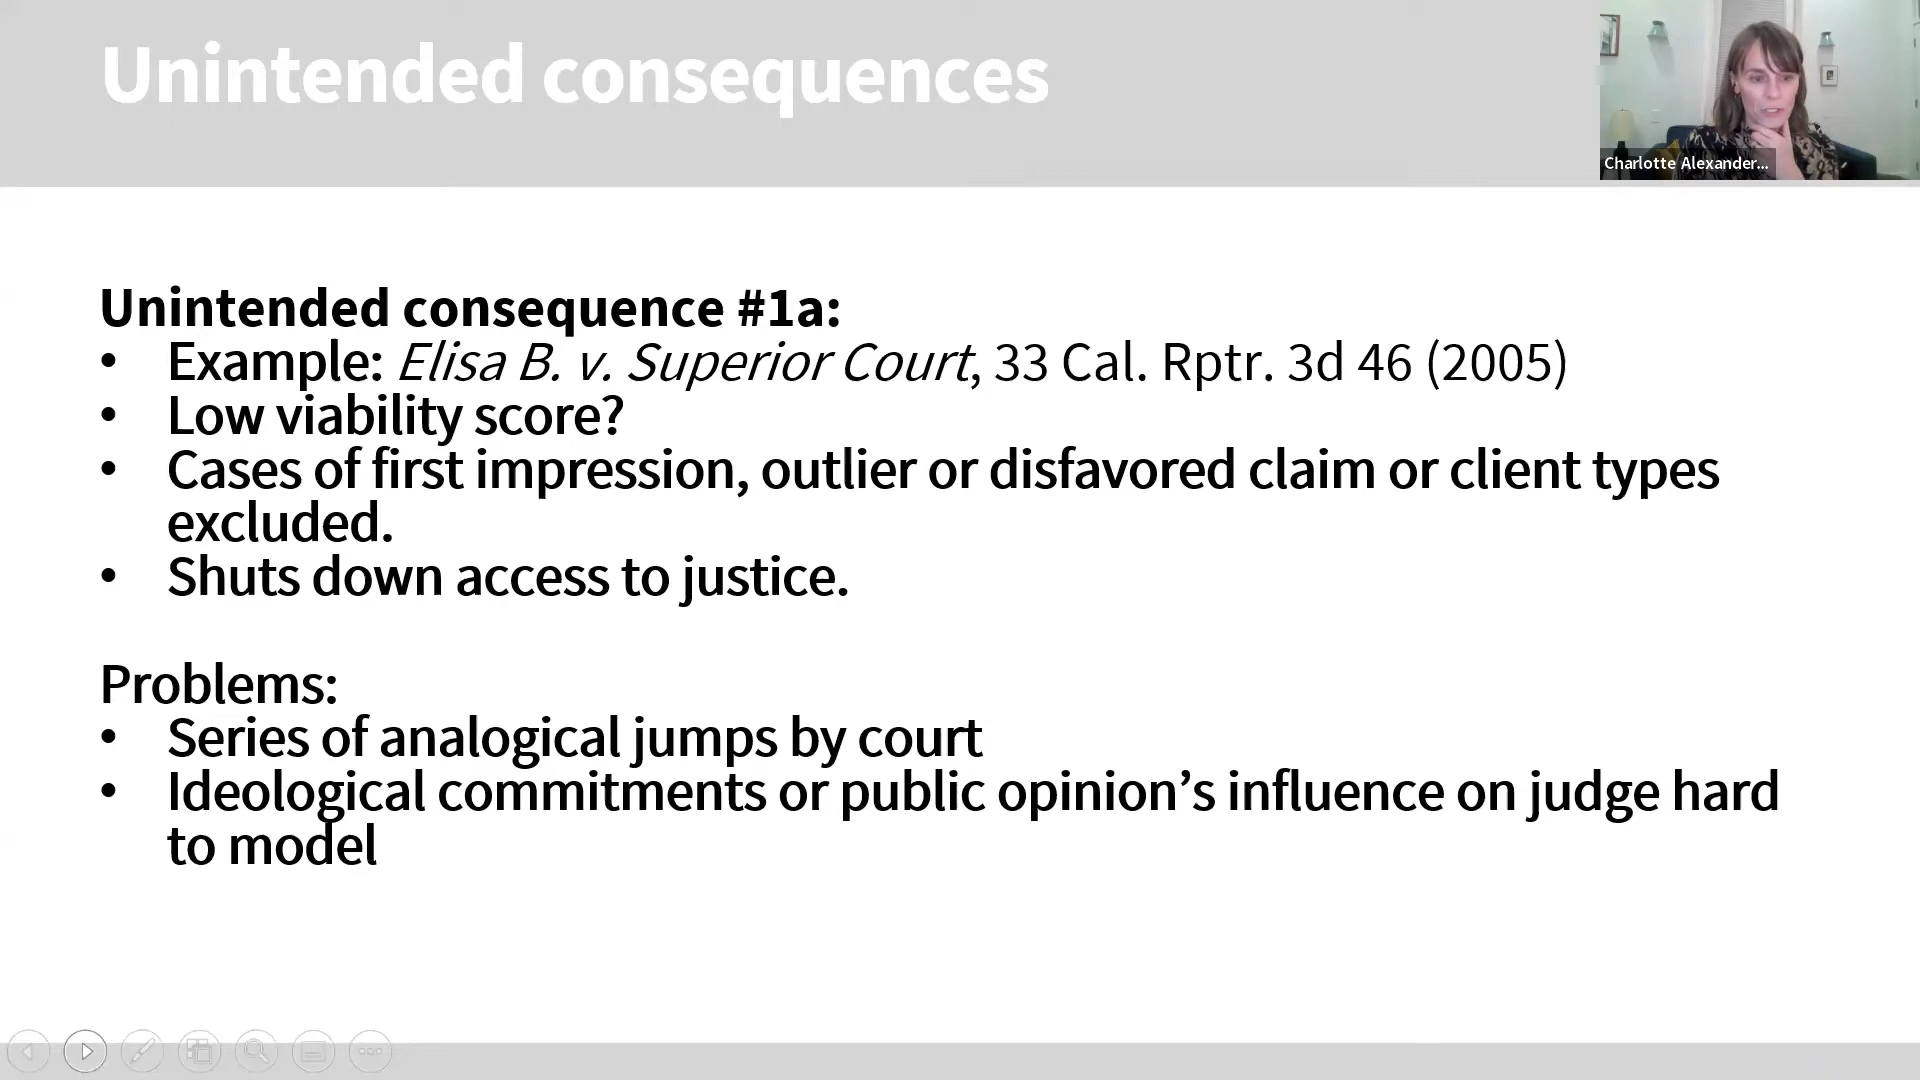 Unintended consequences
Charlotte Alexander...
Unintended consequence #1a:
• Example: Elisa B. v. Superior Court, 33 Cal. Rptr. 3d 46 (2005)
• Low viability score?
• Cases of first impression, outlier or disfavored claim or client types
excluded.
• Shuts down access to justice.
Problems:
• Series of analogical jumps by court
• Ideological commitments or public opinion’s influence on judge hard
to model